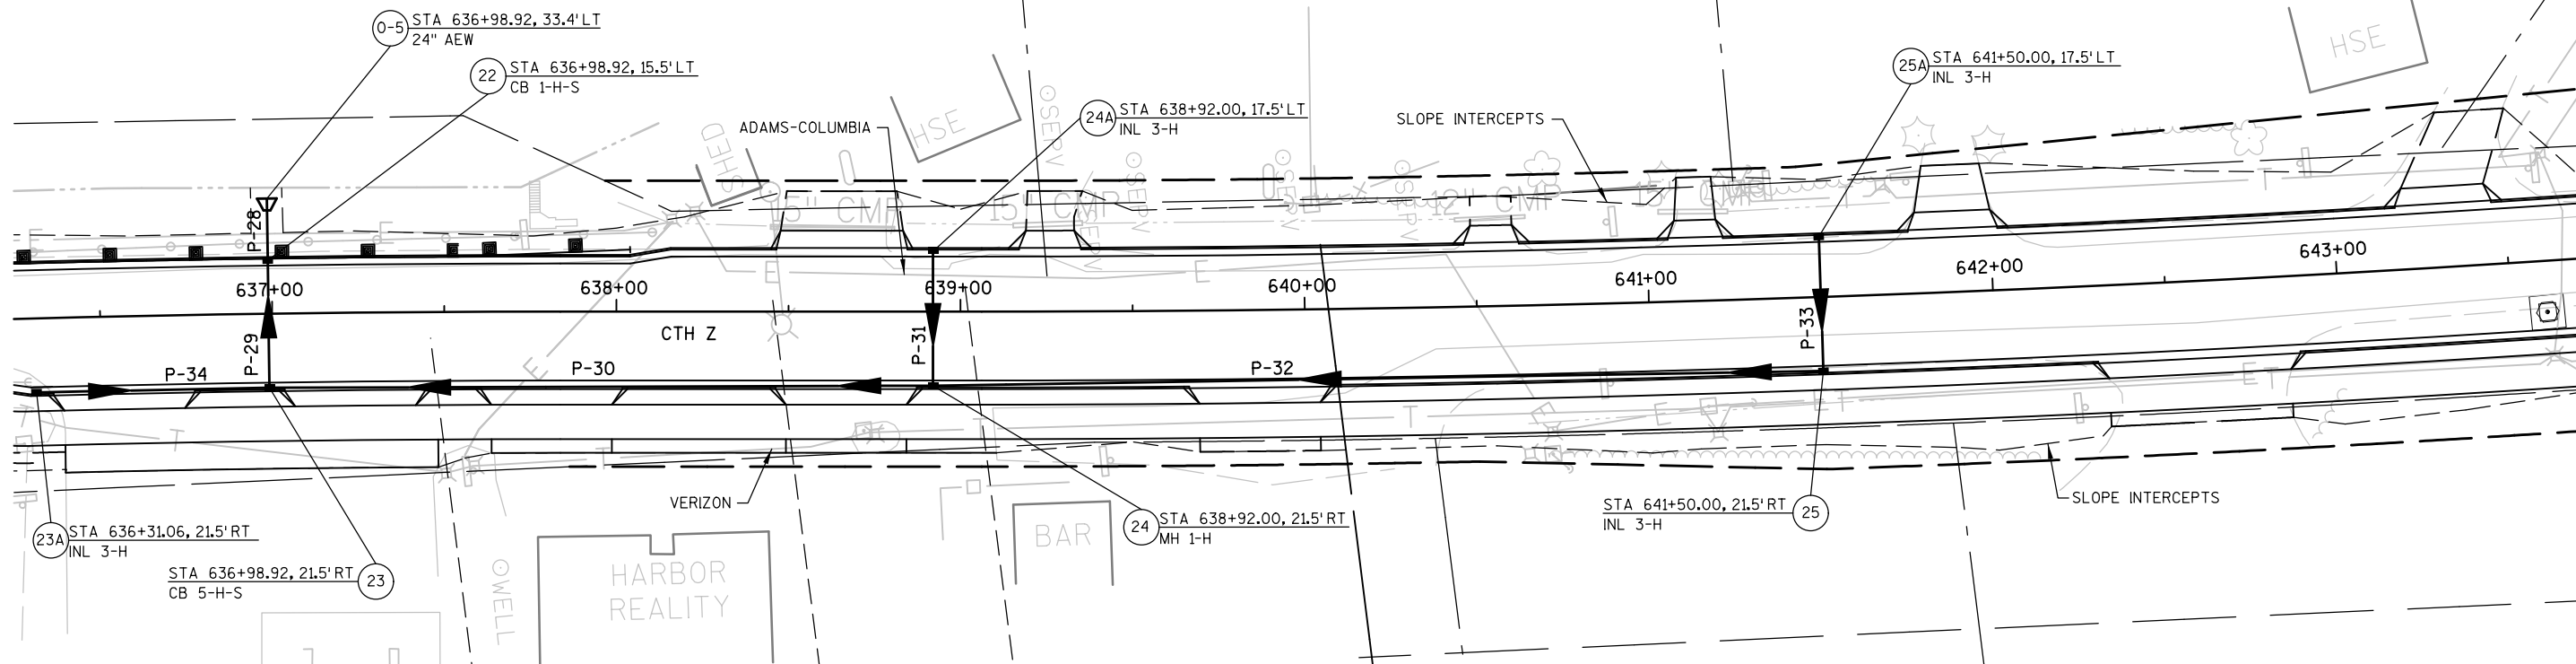 0-5
STA 636+98.92, 33.4'LT
24" AEW
22
STA 636+98.92, 15.5'LT
CB 1-H-S
24A
STA 638+92.00, 17.5'LT
INL 3-H
25A
STA 641+50.00, 17.5'LT
INL 3-H
HSE
HSE
SHED
ADAMS-COLUMBIA
SLOPE INTERCEPTS
SERV
SERV
SERV
SERV
15" CMP
15" CMP
12" CMP
P-28
637+00
638+00
639+00
640+00
641+00
642+00
643+00
E
E
E
E
T
CTH Z
P-29
P-31
P-33
P-34
P-30
P-32
T
T
T
E
E T
E T
VERIZON
SLOPE INTERCEPTS
23A
STA 636+31.06, 21.5'RT
INL 3-H
STA 636+98.92, 21.5'RT
CB 5-H-S
23
WELL
HARBOR
REALITY
BAR
24
STA 638+92.00, 21.5'RT
MH 1-H
STA 641+50.00, 21.5'RT
INL 3-H
25